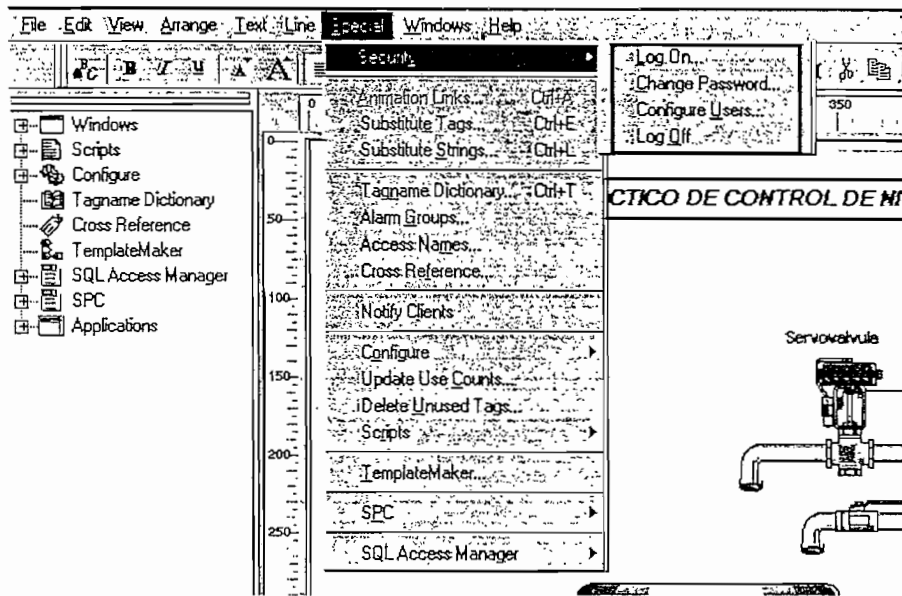 File Edit View Arrange Text Line Special Windows Help
Windows
Scripts
Configure
Tagname Dictionary
Cross Reference
TemplateMaker
SQL Access Manager
SPC
Applications
Security
Animation Links... Ctrl+A
Substitute Tags... Ctrl+E
Substitute Strings... Ctrl+L
Tagname Dictionary... Ctrl+T
Alarm Groups...
Access Names...
Cross Reference...
Notify Clients
Configure
Update Use Counts...
Delete Unused Tags...
Scripts
TemplateMaker...
SPC
SQL Access Manager
Log On...
Change Password...
Configure Users...
Log Off
0
350
0
50
100
150
200
250
CTICO DE CONTROL DE NI
Servovalvula